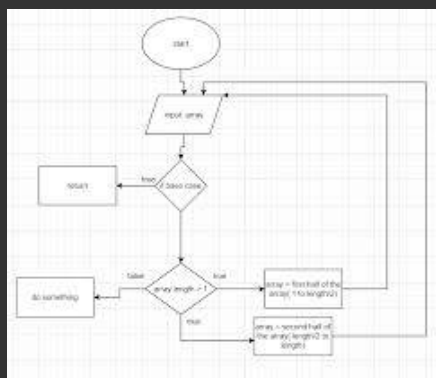 start
input array
true
if base case
return
false
array length > 1
true
array = first half of the
array( 1 to length/2)
do something
true
array = second half of
the array( length/2 to
length)